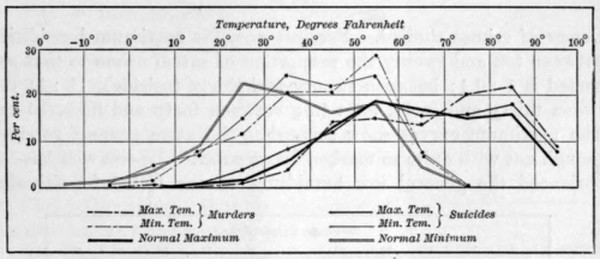 Temperature, Degrees Fahrenheit
30 −10 0 10 20 30 40 50 60 70 80 90 100
20
Per cent.
10
0
Max. Tem. } Murders Max. Tem. } Suicides
Min. Tem. Min. Tem.
Normal Maximum Normal Minimum